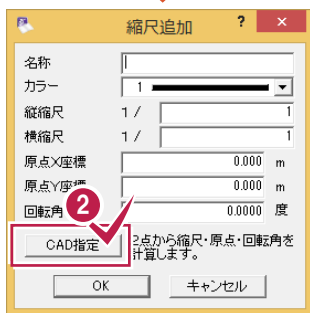 縮尺追加 ? ×
名称
カラー 1
縦縮尺 1 / 1
横縮尺 1 / 1
原点X座標 0.000 m
原点Y座標 0.000 m
回転角 0.0000 度
2
CAD指定 2点から縮尺・原点・回転角を
計算します。
OK キャンセル